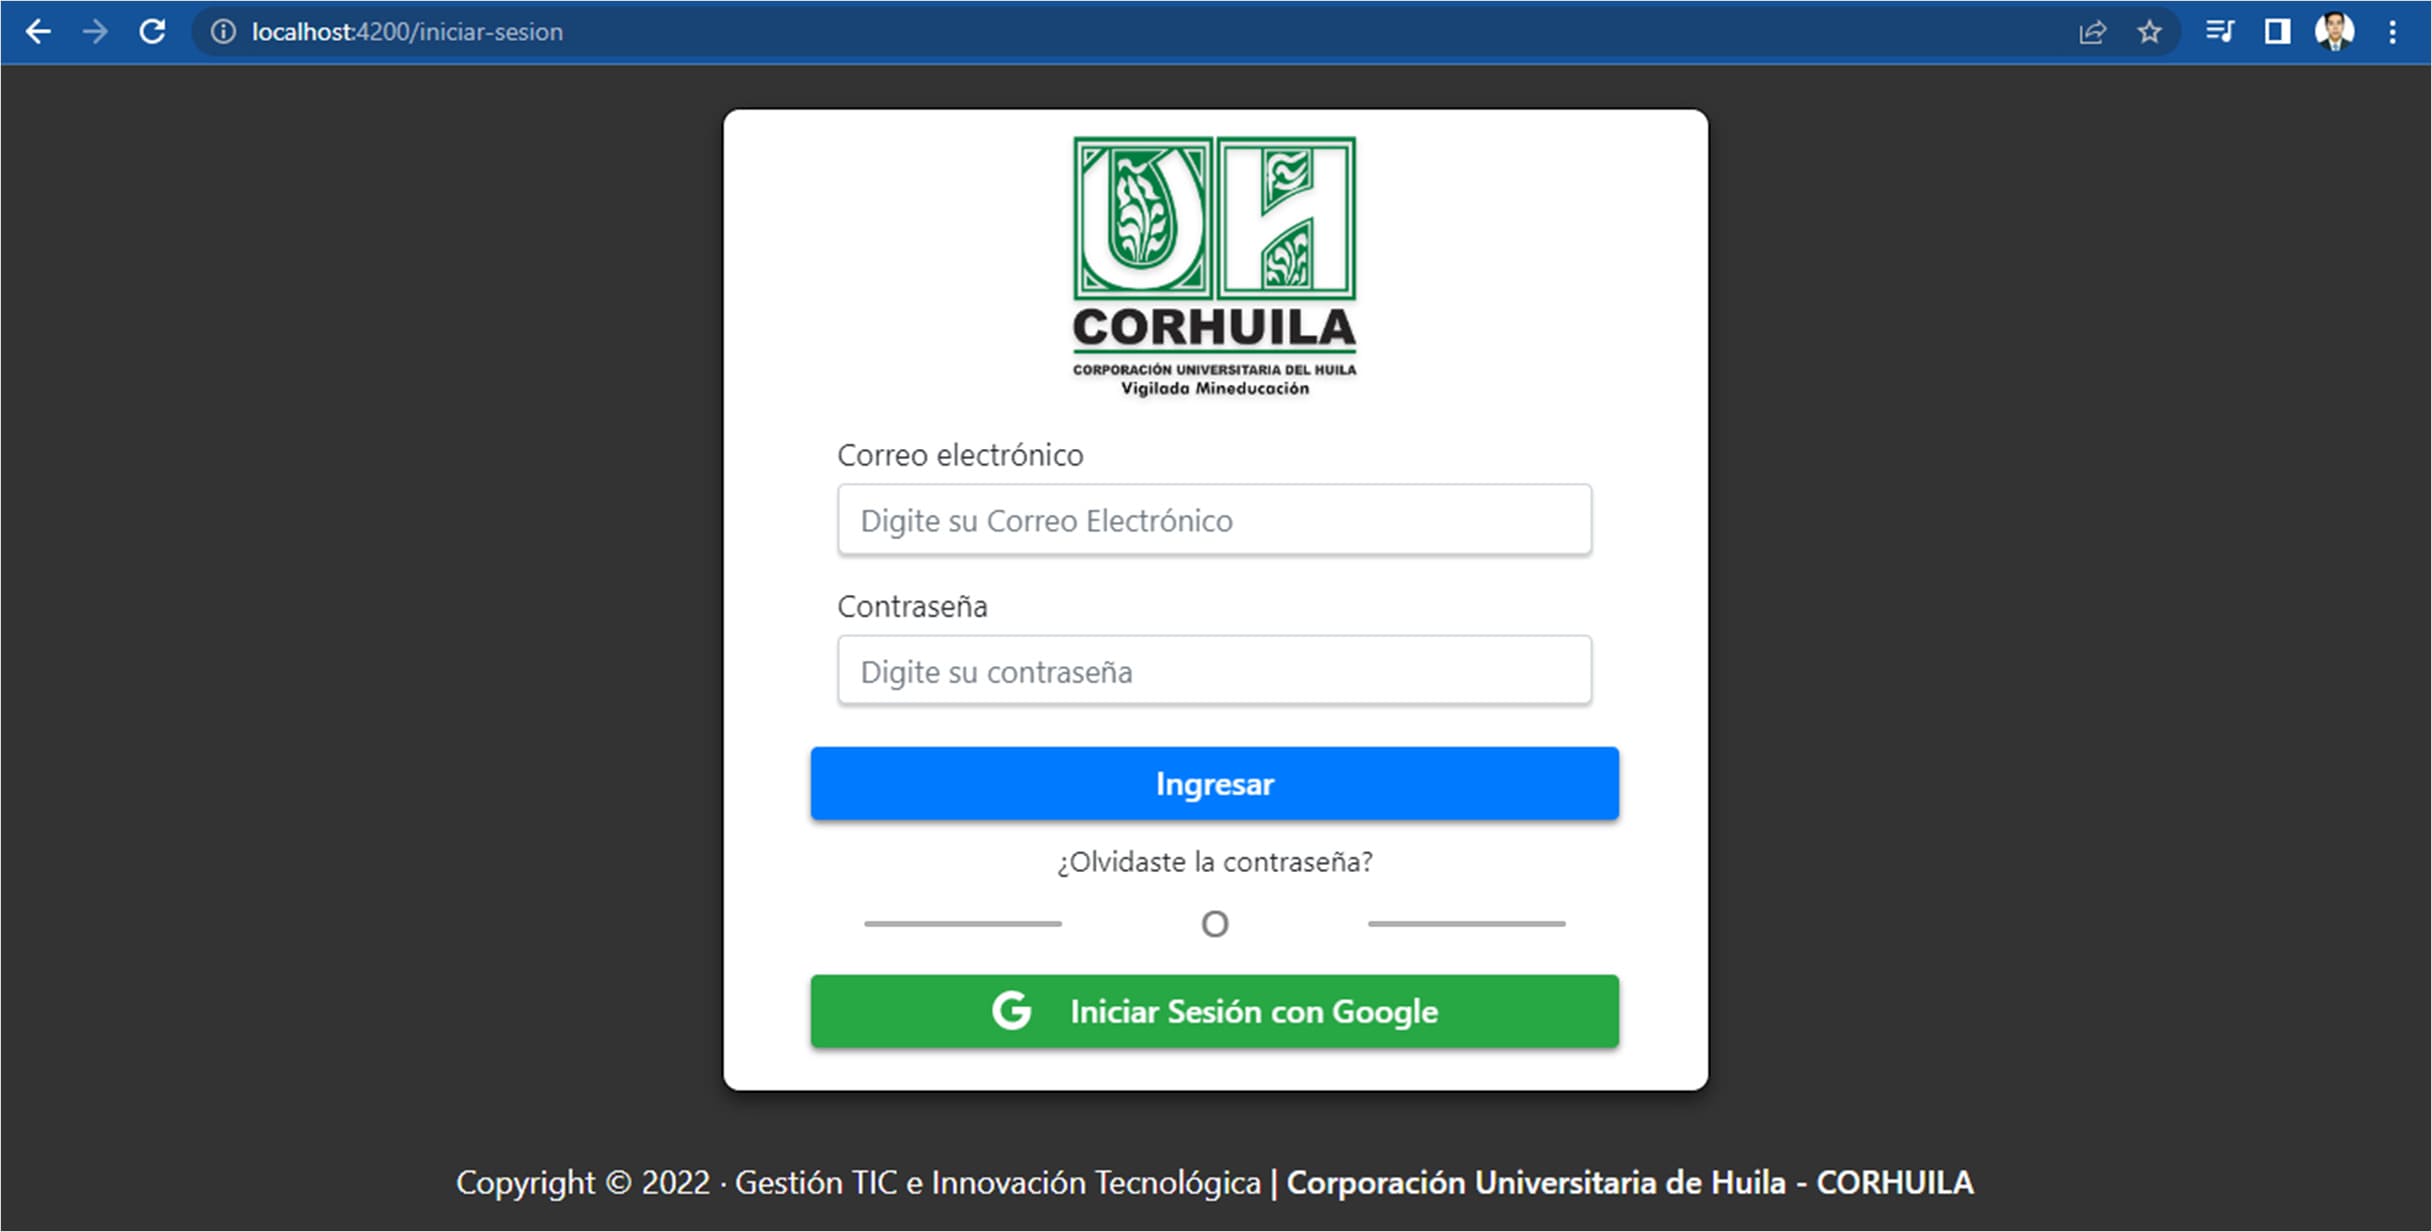 localhost:4200/iniciar-sesion
UH
CORHUILA
CORPORACIÓN UNIVERSITARIA DEL HUILA
Vigilada Mineducación
Correo electrónico
Digite su Correo Electrónico
Contraseña
Digite su contraseña
Ingresar
¿Olvidaste la contraseña?
O
G Iniciar Sesión con Google
Copyright © 2022 · Gestión TIC e Innovación Tecnológica | Corporación Universitaria de Huila - CORHUILA